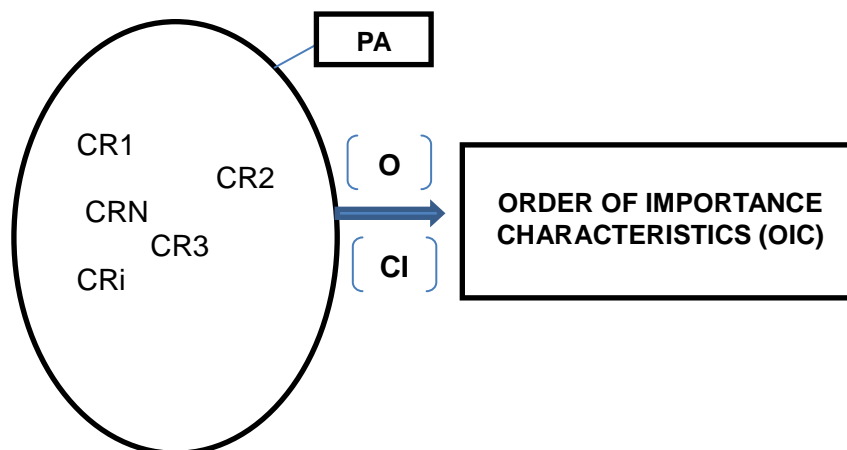 PA
CR1
CR2
CRN
CR3
CRi
O
CI
ORDER OF IMPORTANCE
CHARACTERISTICS (OIC)